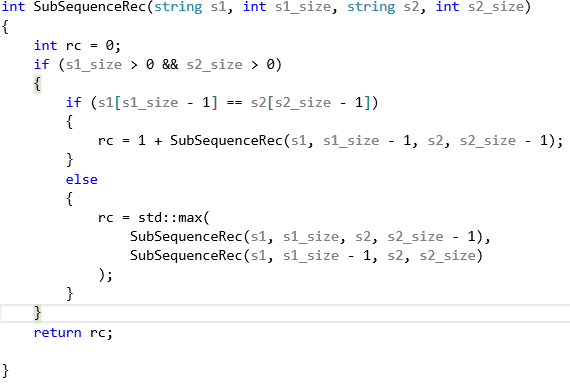 int SubSequenceRec(string s1, int s1_size, string s2, int s2_size)
{
    int rc = 0;
    if (s1_size > 0 && s2_size > 0)
    {
        if (s1[s1_size - 1] == s2[s2_size - 1])
        {
            rc = 1 + SubSequenceRec(s1, s1_size - 1, s2, s2_size - 1);
        }
        else
        {
            rc = std::max(
                SubSequenceRec(s1, s1_size, s2, s2_size - 1),
                SubSequenceRec(s1, s1_size - 1, s2, s2_size)
            );
        }
    }
    return rc;
}